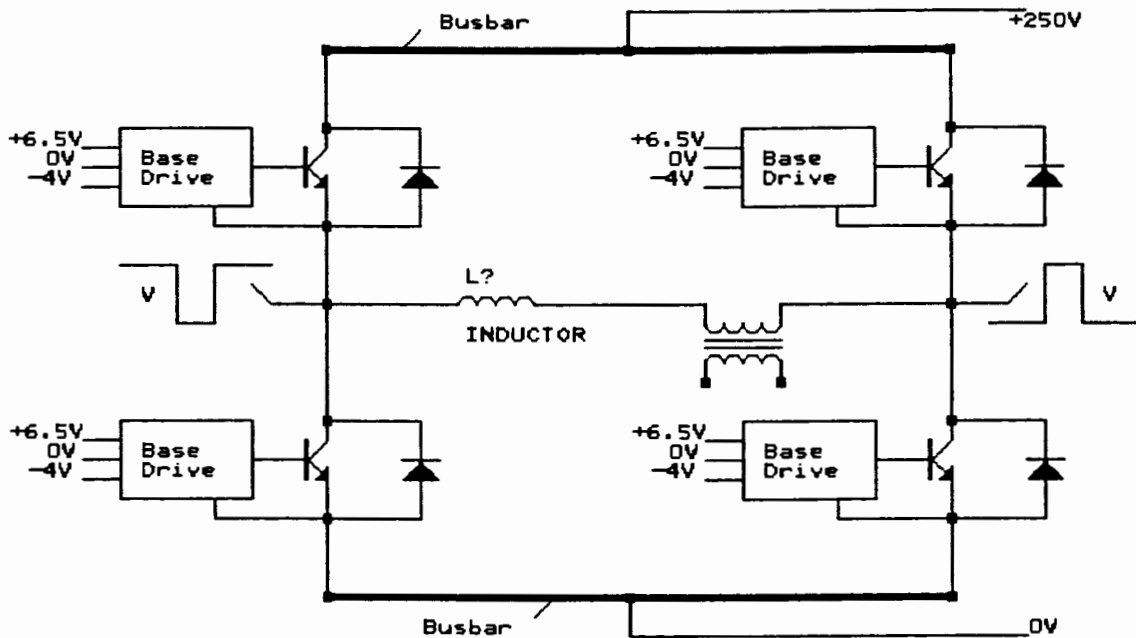 Busbar
+250V
+6.5V
0V
-4V
Base
Drive
+6.5V
0V
-4V
Base
Drive
V
L?
INDUCTOR
V
+6.5V
0V
-4V
Base
Drive
+6.5V
0V
-4V
Base
Drive
Busbar
0V